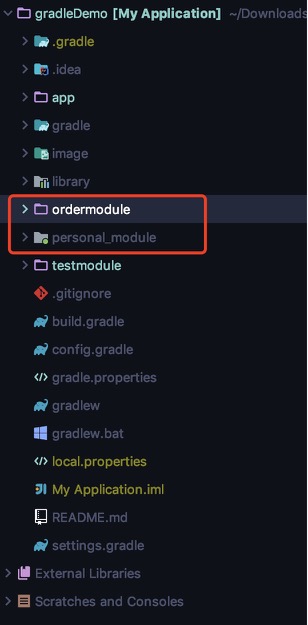 gradleDemo [My Application] ~/Downloads
.gradle
.idea
app
gradle
image
library
ordermodule
personal_module
testmodule
.gitignore
build.gradle
config.gradle
gradle.properties
gradlew
gradlew.bat
local.properties
My Application.iml
README.md
settings.gradle
External Libraries
Scratches and Consoles